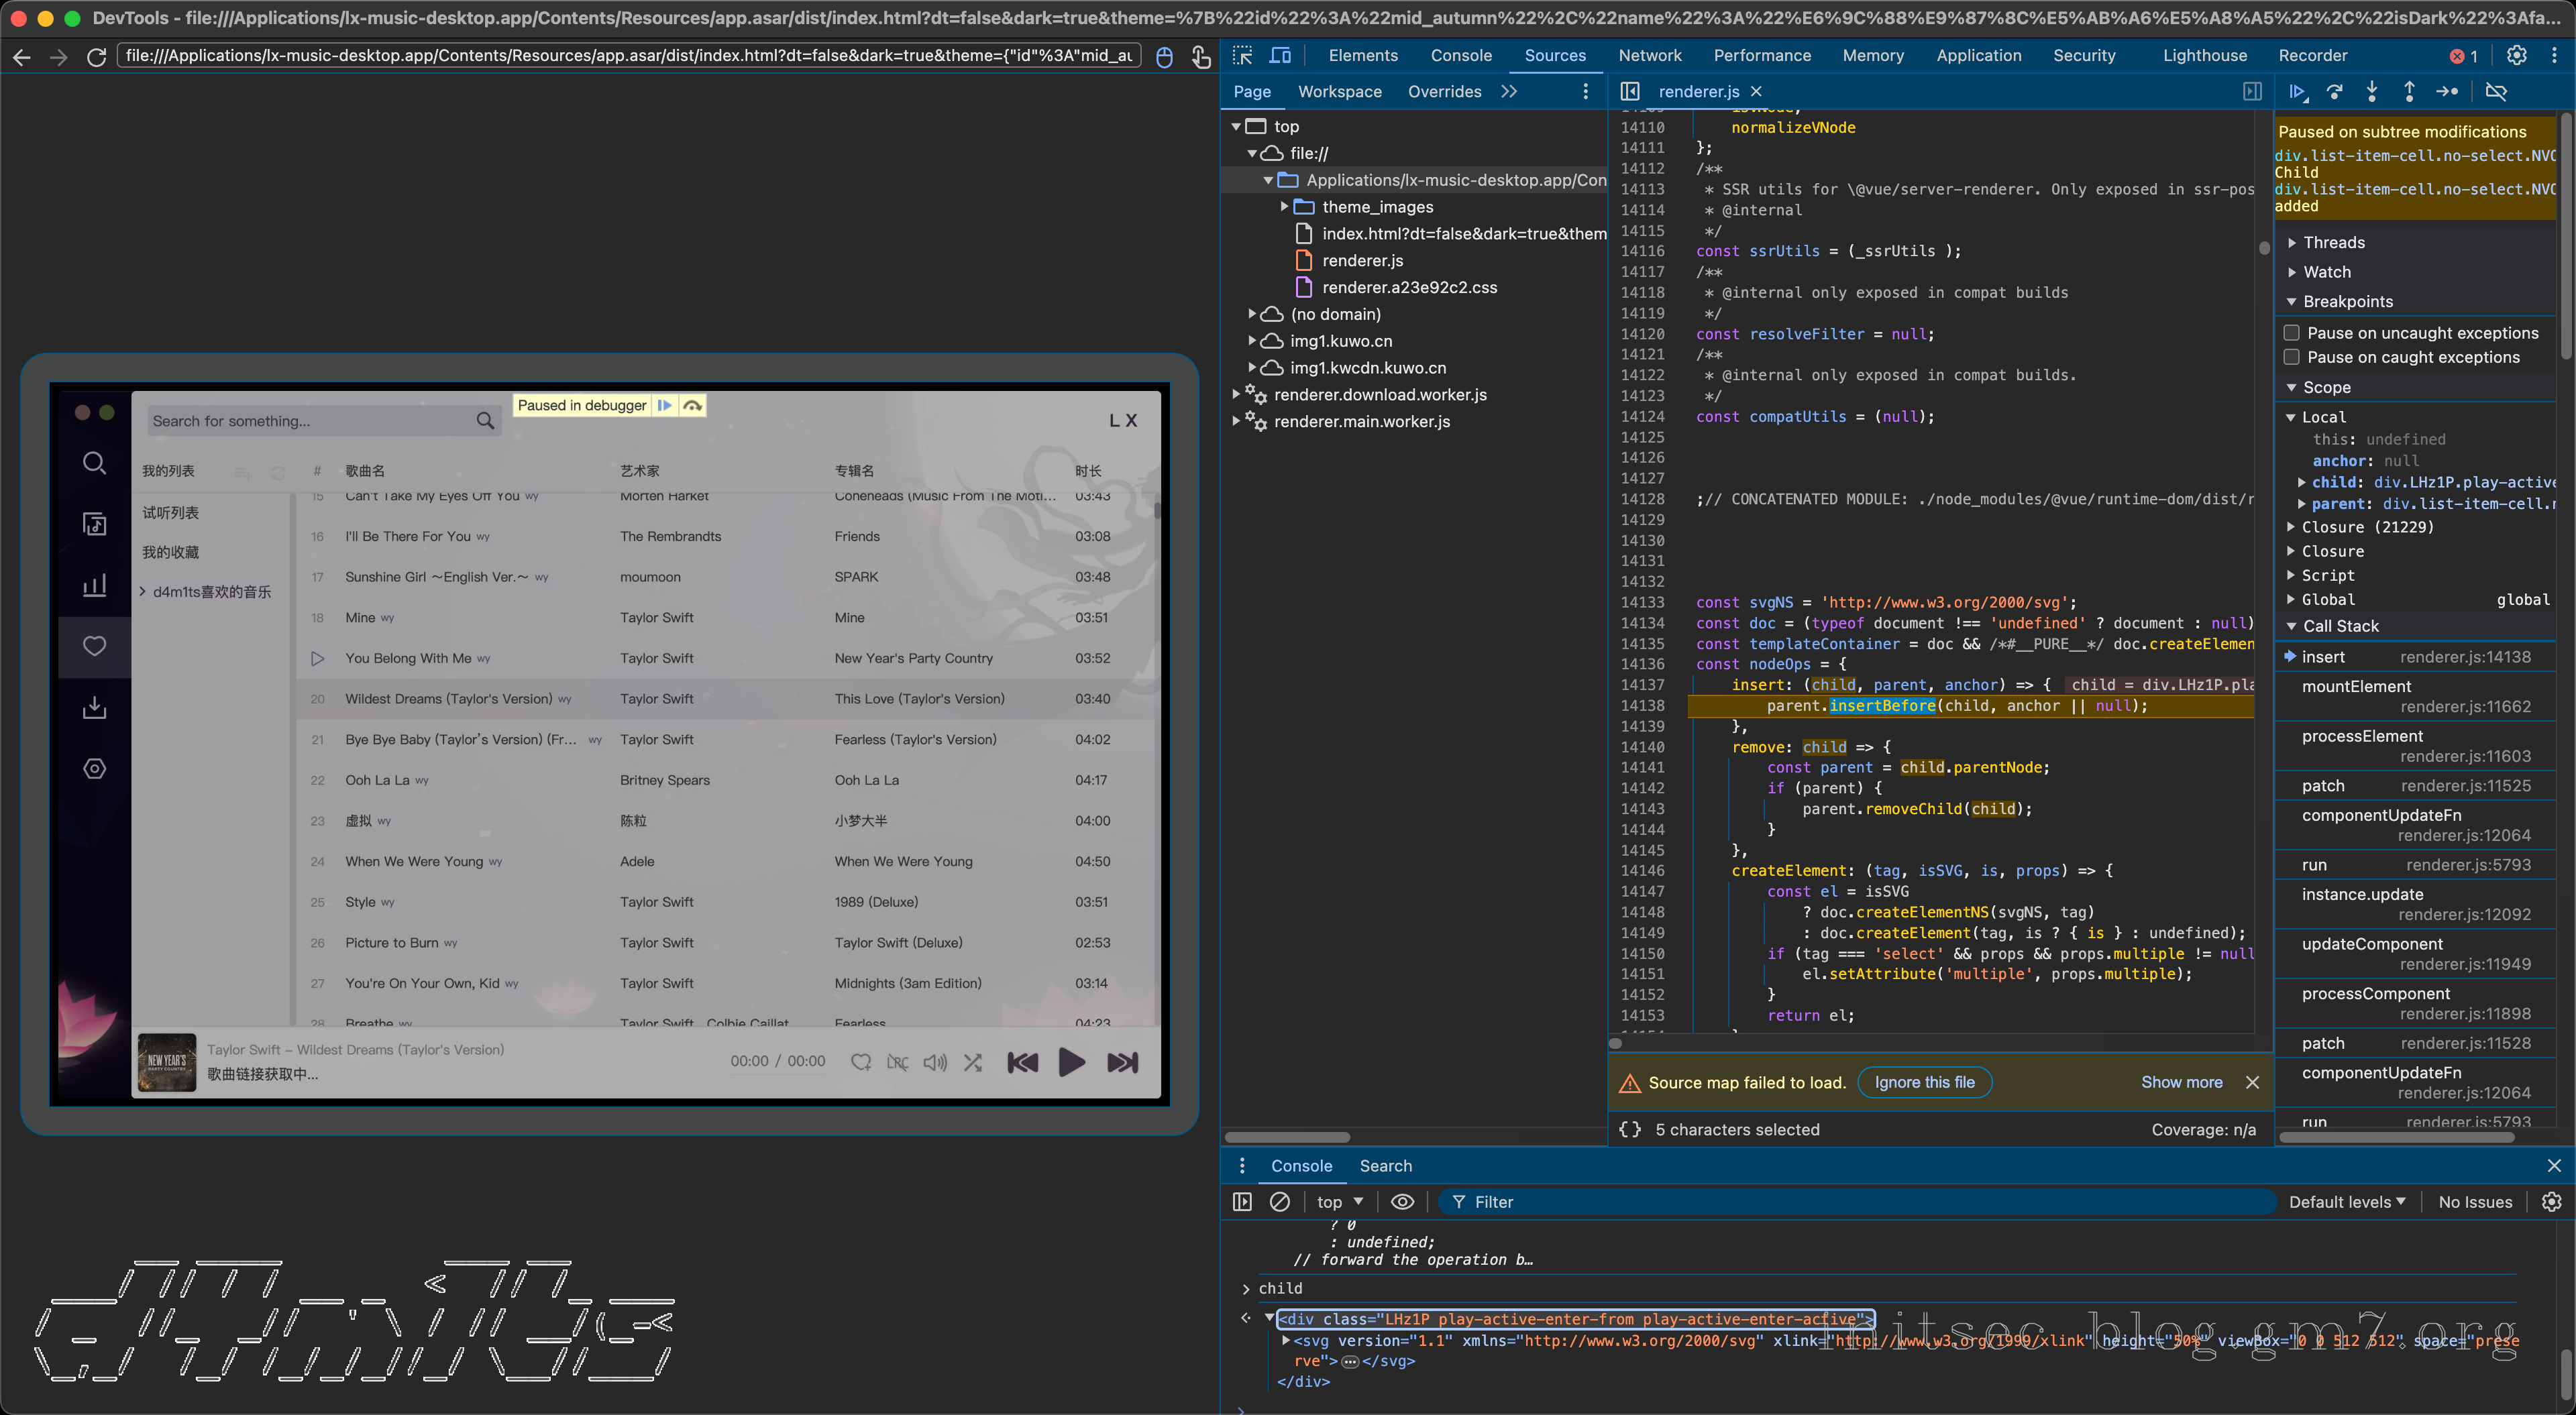 DevTools - file:///Applications/lx-music-desktop.app/Contents/Resources/app.asar/dist/index.html?dt=false&dark=true&theme=%7B%22id%22%3A%22mid_autumn%22%2C%22name%22%3A%22%E6%9C%88%E9%87%8C%E5%AB%A6%E5%A8%A5%22%2C%22isDark%22%3Afa...
file:///Applications/lx-music-desktop.app/Contents/Resources/app.asar/dist/index.html?dt=false&dark=true&theme={"id"%3A"mid_au
Elements Console Sources Network Performance Memory Application Security Lighthouse Recorder 1
Page Workspace Overrides
top
file://
Applications/lx-music-desktop.app/Con
theme_images
index.html?dt=false&dark=true&them
renderer.js
renderer.a23e92c2.css
(no domain)
img1.kuwo.cn
img1.kwcdn.kuwo.cn
renderer.download.worker.js
renderer.main.worker.js
Search for something...
Paused in debugger
L X
我的列表
试听列表
我的收藏
d4m1ts喜欢的音乐
# 歌曲名 艺术家 专辑名 时长
15 Can't Take My Eyes Off You wy Morten Harket Coneheads (Music From The Moti... 03:43
16 I'll Be There For You wy The Rembrandts Friends 03:08
17 Sunshine Girl ～English Ver.～ wy moumoon SPARK 03:48
18 Mine wy Taylor Swift Mine 03:51
You Belong With Me wy Taylor Swift New Year's Party Country 03:52
20 Wildest Dreams (Taylor's Version) wy Taylor Swift This Love (Taylor's Version) 03:40
21 Bye Bye Baby (Taylor's Version) (Fr... wy Taylor Swift Fearless (Taylor's Version) 04:02
22 Ooh La La wy Britney Spears Ooh La La 04:17
23 虚拟 wy 陈粒 小梦大半 04:00
24 When We Were Young wy Adele When We Were Young 04:50
25 Style wy Taylor Swift 1989 (Deluxe) 03:51
26 Picture to Burn wy Taylor Swift Taylor Swift (Deluxe) 02:53
27 You're On Your Own, Kid wy Taylor Swift Midnights (3am Edition) 03:14
28 Breathe wy Taylor Swift、Colbie Caillat Fearless 04:23
NEW YEAR'S
PARTY COUNTRY
Taylor Swift – Wildest Dreams (Taylor's Version)
歌曲链接获取中...
00:00 / 00:00
LRC
renderer.js
14110 normalizeVNode
14111 };
14112 /**
14113 * SSR utils for \@vue/server-renderer. Only exposed in ssr-pos
14114 * @internal
14115 */
14116 const ssrUtils = (_ssrUtils );
14117 /**
14118 * @internal only exposed in compat builds
14119 */
14120 const resolveFilter = null;
14121 /**
14122 * @internal only exposed in compat builds.
14123 */
14124 const compatUtils = (null);
14125
14126
14127
14128 ;// CONCATENATED MODULE: ./node_modules/@vue/runtime-dom/dist/r
14129
14130
14131
14132
14133 const svgNS = 'http://www.w3.org/2000/svg';
14134 const doc = (typeof document !== 'undefined' ? document : null)
14135 const templateContainer = doc && /*#__PURE__*/ doc.createElemen
14136 const nodeOps = {
14137 insert: (child, parent, anchor) => { child = div.LHz1P.pla
14138 parent.insertBefore(child, anchor || null);
14139 },
14140 remove: child => {
14141 const parent = child.parentNode;
14142 if (parent) {
14143 parent.removeChild(child);
14144 }
14145 },
14146 createElement: (tag, isSVG, is, props) => {
14147 const el = isSVG
14148 ? doc.createElementNS(svgNS, tag)
14149 : doc.createElement(tag, is ? { is } : undefined);
14150 if (tag === 'select' && props && props.multiple != null
14151 el.setAttribute('multiple', props.multiple);
14152 }
14153 return el;
Source map failed to load. Ignore this file Show more
{} 5 characters selected Coverage: n/a
Paused on subtree modifications
div.list-item-cell.no-select.NVO
Child
div.list-item-cell.no-select.NVO
added
Threads
Watch
Breakpoints
Pause on uncaught exceptions
Pause on caught exceptions
Scope
Local
this: undefined
anchor: null
child: div.LHz1P.play-active
parent: div.list-item-cell.n
Closure (21229)
Closure
Script
Global global
Call Stack
insert renderer.js:14138
mountElement
renderer.js:11662
processElement
renderer.js:11603
patch renderer.js:11525
componentUpdateFn
renderer.js:12064
run renderer.js:5793
instance.update
renderer.js:12092
updateComponent
renderer.js:11949
processComponent
renderer.js:11898
patch renderer.js:11528
componentUpdateFn
renderer.js:12064
run renderer.js:5793
Console Search
top Filter Default levels No Issues
? 0
: undefined;
// forward the operation b…
child
<div class="LHz1P play-active-enter-from play-active-enter-active">
<svg version="1.1" xmlns="http://www.w3.org/2000/svg" xlink="http://www.w3.org/1999/xlink" height="50%" viewBox="0 0 512 512" space="prese
rve">…</svg>
</div>
initsec blog.gm7.org